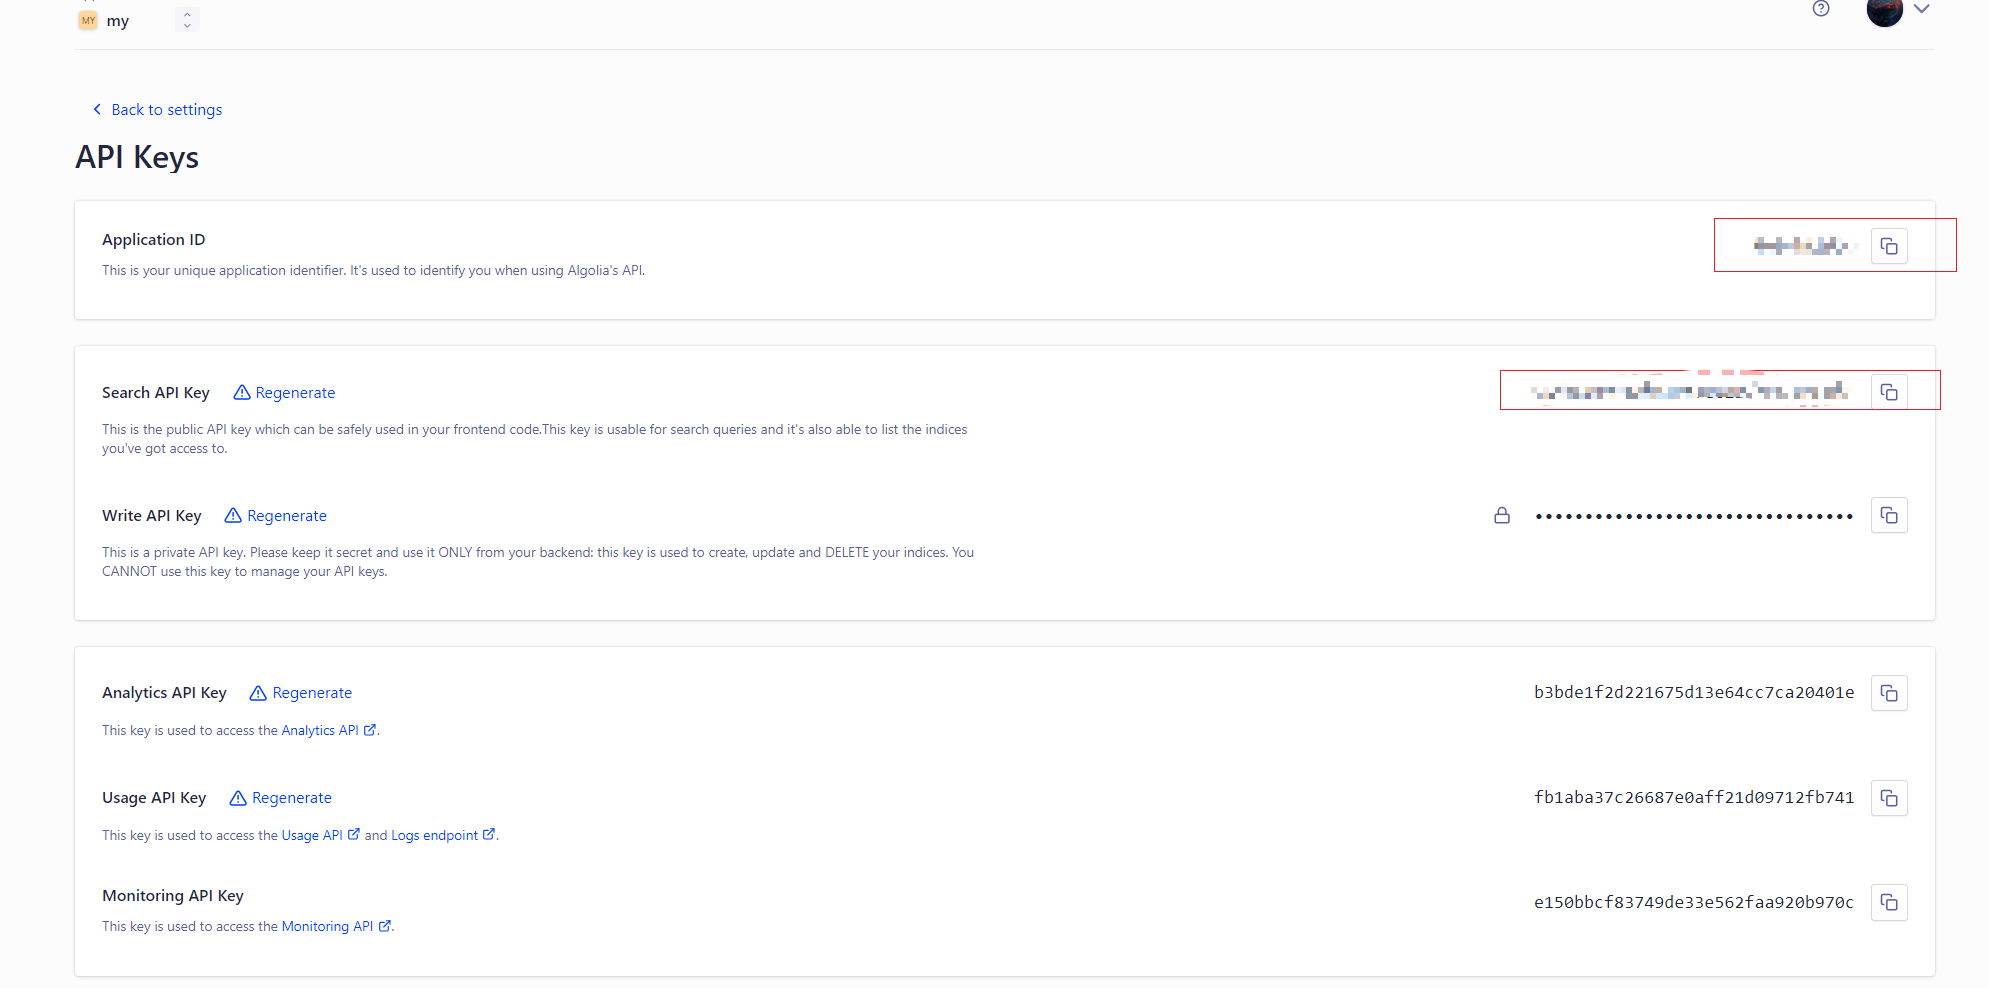 MY my
Back to settings
API Keys
Application ID
This is your unique application identifier. It's used to identify you when using Algolia's API.
Search API Key Regenerate
This is the public API key which can be safely used in your frontend code.This key is usable for search queries and it's also able to list the indices
you've got access to.
Write API Key Regenerate
••••••••••••••••••••••••••••••••
This is a private API key. Please keep it secret and use it ONLY from your backend: this key is used to create, update and DELETE your indices. You
CANNOT use this key to manage your API keys.
Analytics API Key Regenerate
b3bde1f2d221675d13e64cc7ca20401e
This key is used to access the Analytics API .
Usage API Key Regenerate
fb1aba37c26687e0aff21d09712fb741
This key is used to access the Usage API and Logs endpoint .
Monitoring API Key
e150bbcf83749de33e562faa920b970c
This key is used to access the Monitoring API .